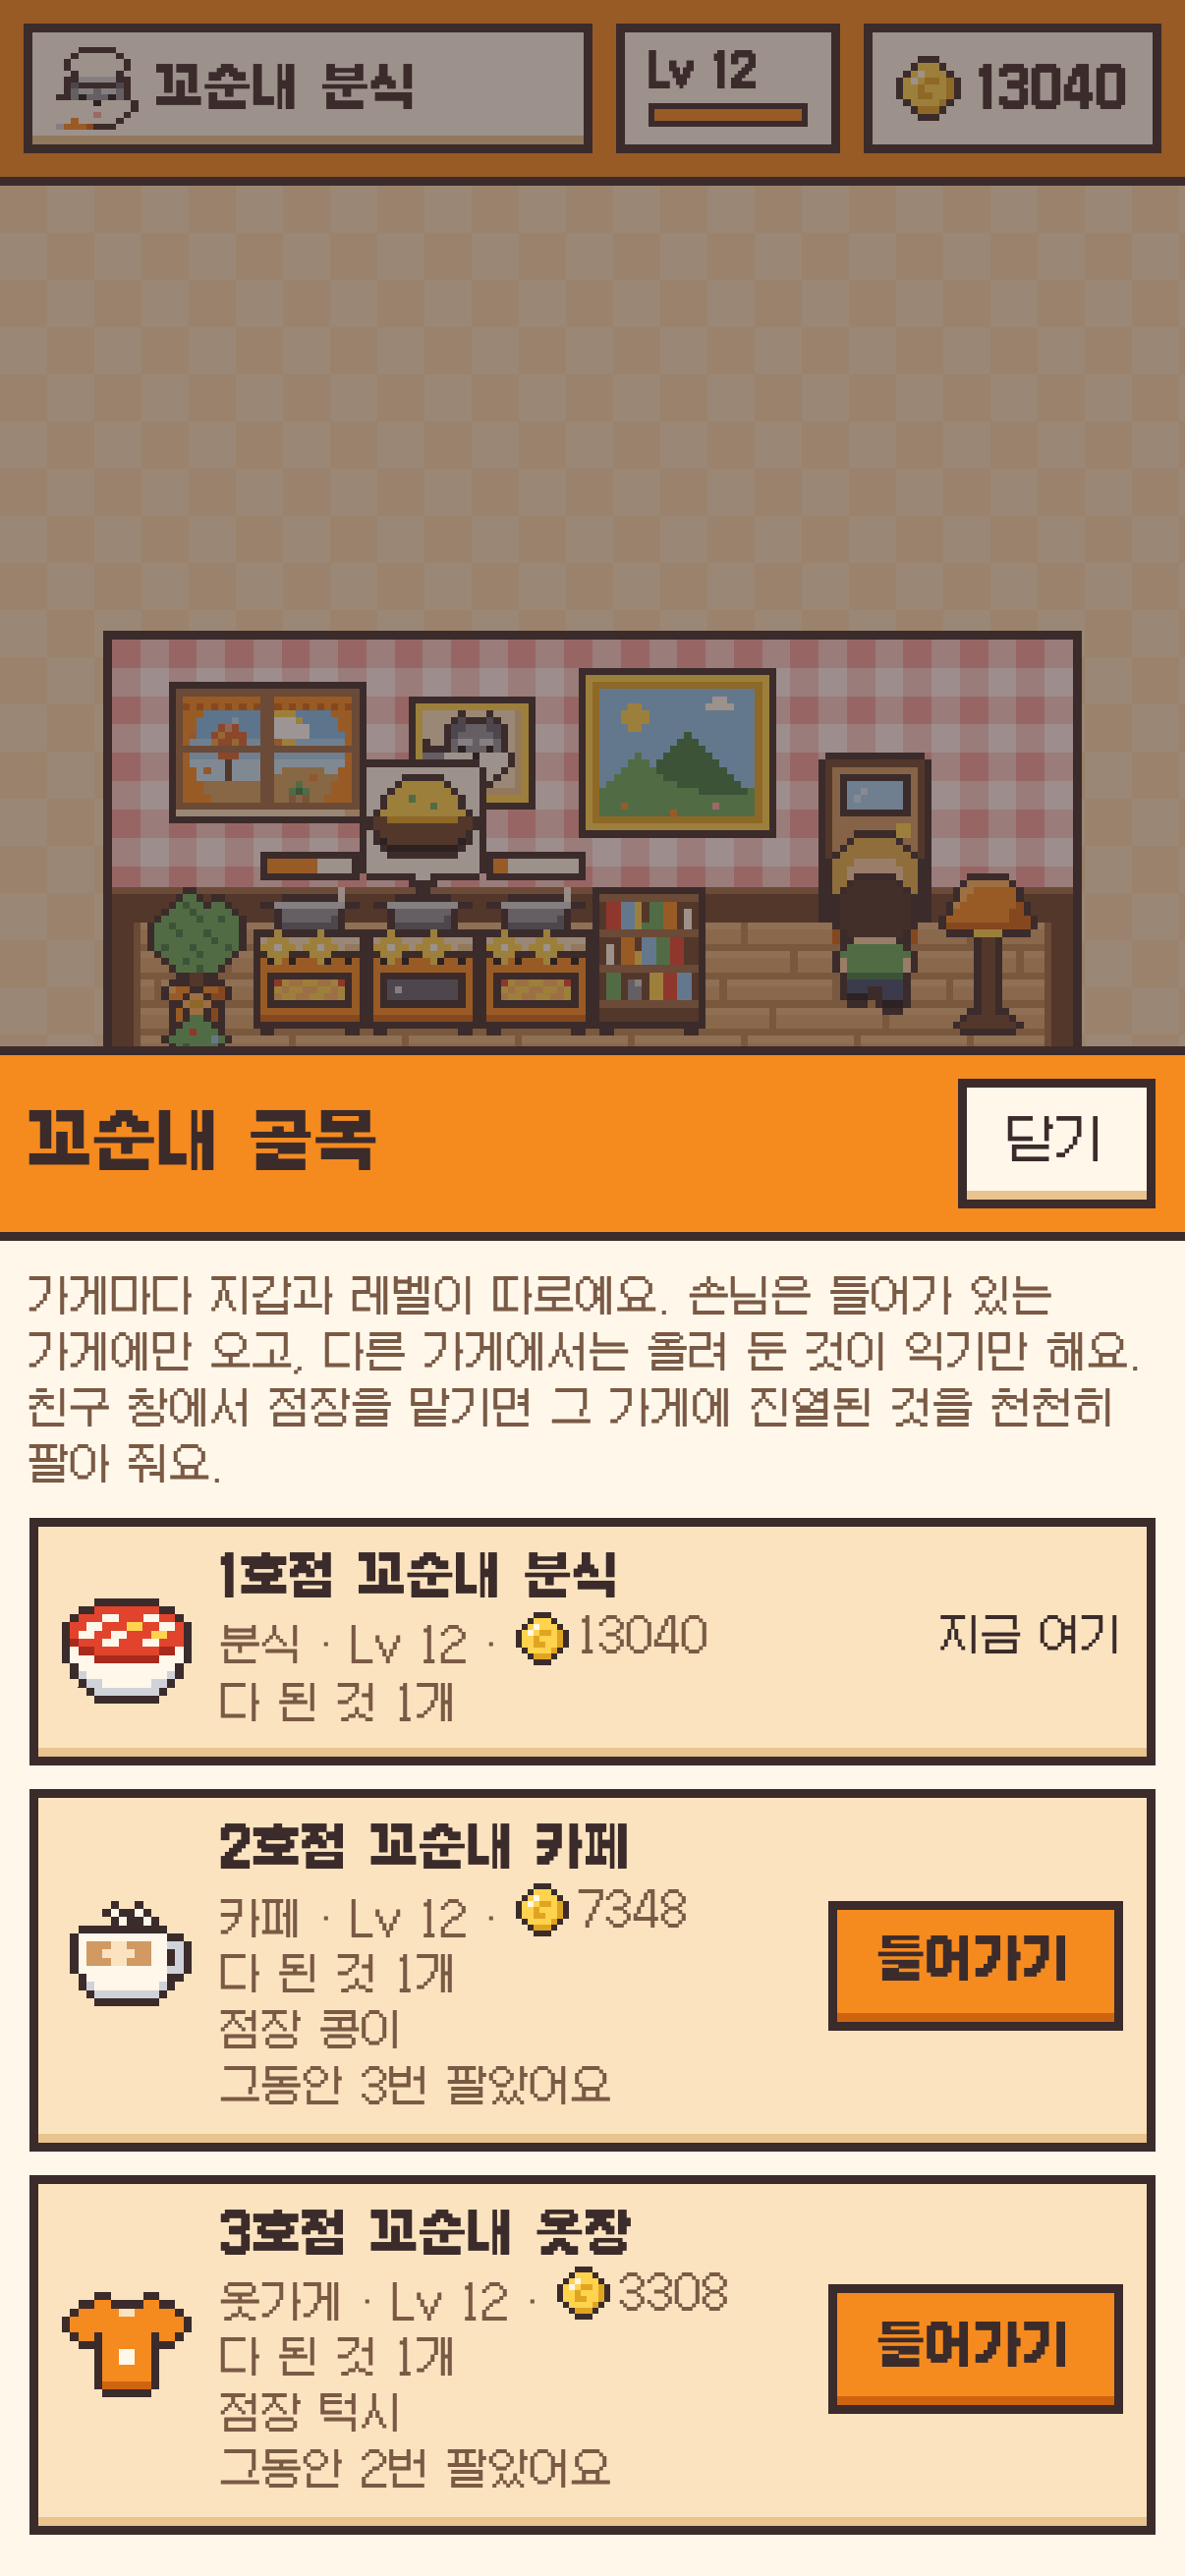 꼬순내 분식
Lv 12
13040
꼬순내 골목
닫기
가게마다 지갑과 레벨이 따로예요. 손님은 들어가 있는
가게에만 오고, 다른 가게에서는 올려 둔 것이 익기만 해요.
친구 창에서 점장을 맡기면 그 가게에 진열된 것을 천천히
팔아 줘요.
1호점 꼬순내 분식
분식 · Lv 12 · 13040
다 된 것 1개
지금 여기
2호점 꼬순내 카페
카페 · Lv 12 · 7348
다 된 것 1개
점장 콩이
그동안 3번 팔았어요
들어가기
3호점 꼬순내 옷장
옷가게 · Lv 12 · 3308
다 된 것 1개
점장 턱시
그동안 2번 팔았어요
들어가기